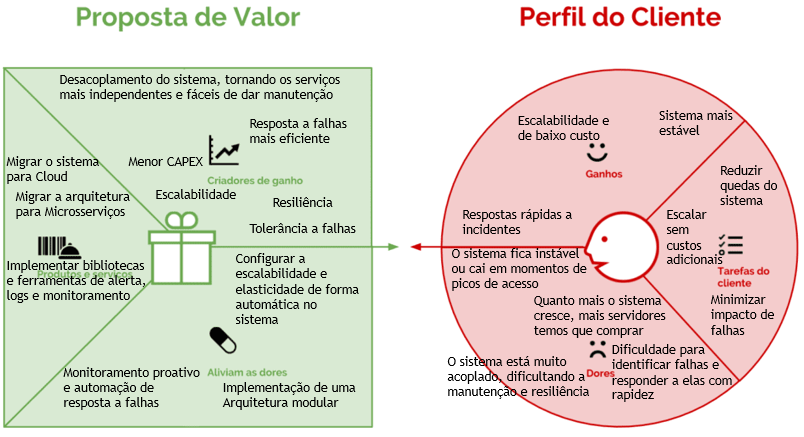 Proposta de Valor
Desacoplamento do sistema, tornando os serviços
mais independentes e fáceis de dar manutenção
Resposta a falhas
mais eficiente
Menor CAPEX
Criadores de ganho
Escalabilidade
Resiliência
Tolerância a falhas
Migrar o sistema
para Cloud
Migrar a arquitetura
para Microsserviços
Implementar bibliotecas
Produtos e serviços
e ferramentas de alerta,
logs e monitoramento
Configurar a
escalabilidade e
elasticidade de forma
automática no
sistema
Aliviam as dores
Monitoramento proativo
e automação de
resposta a falhas
Implementação de uma
Arquitetura modular
Perfil do Cliente
Escalabilidade e
de baixo custo
Sistema mais
estável
Ganhos
Respostas rápidas a
incidentes
Reduzir
quedas do
sistema
Escalar
sem
custos
adicionais
Tarefas do
cliente
Minimizar
impacto de
falhas
O sistema fica instável
ou cai em momentos de
picos de acesso
Quanto mais o sistema
cresce, mais servidores
temos que comprar
Dores
O sistema está muito
acoplado, dificultando a
manutenção e resiliência
Dificuldade para
identificar falhas e
responder a elas com
rapidez